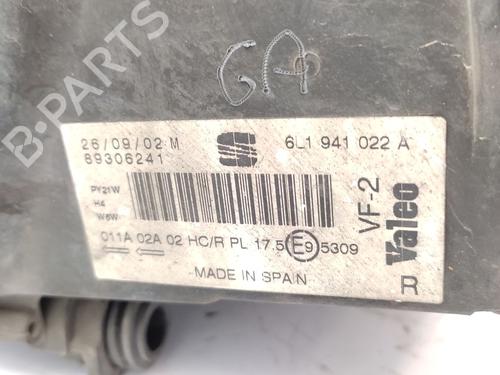 GA
B-PARTS
26/09/02 M
89306241
6L1 941 022 A
PY21W
H4
W5W
VF-2
Valeo
011A 02A 02 HC/R PL 17.5 E9 5309
MADE IN SPAIN
R